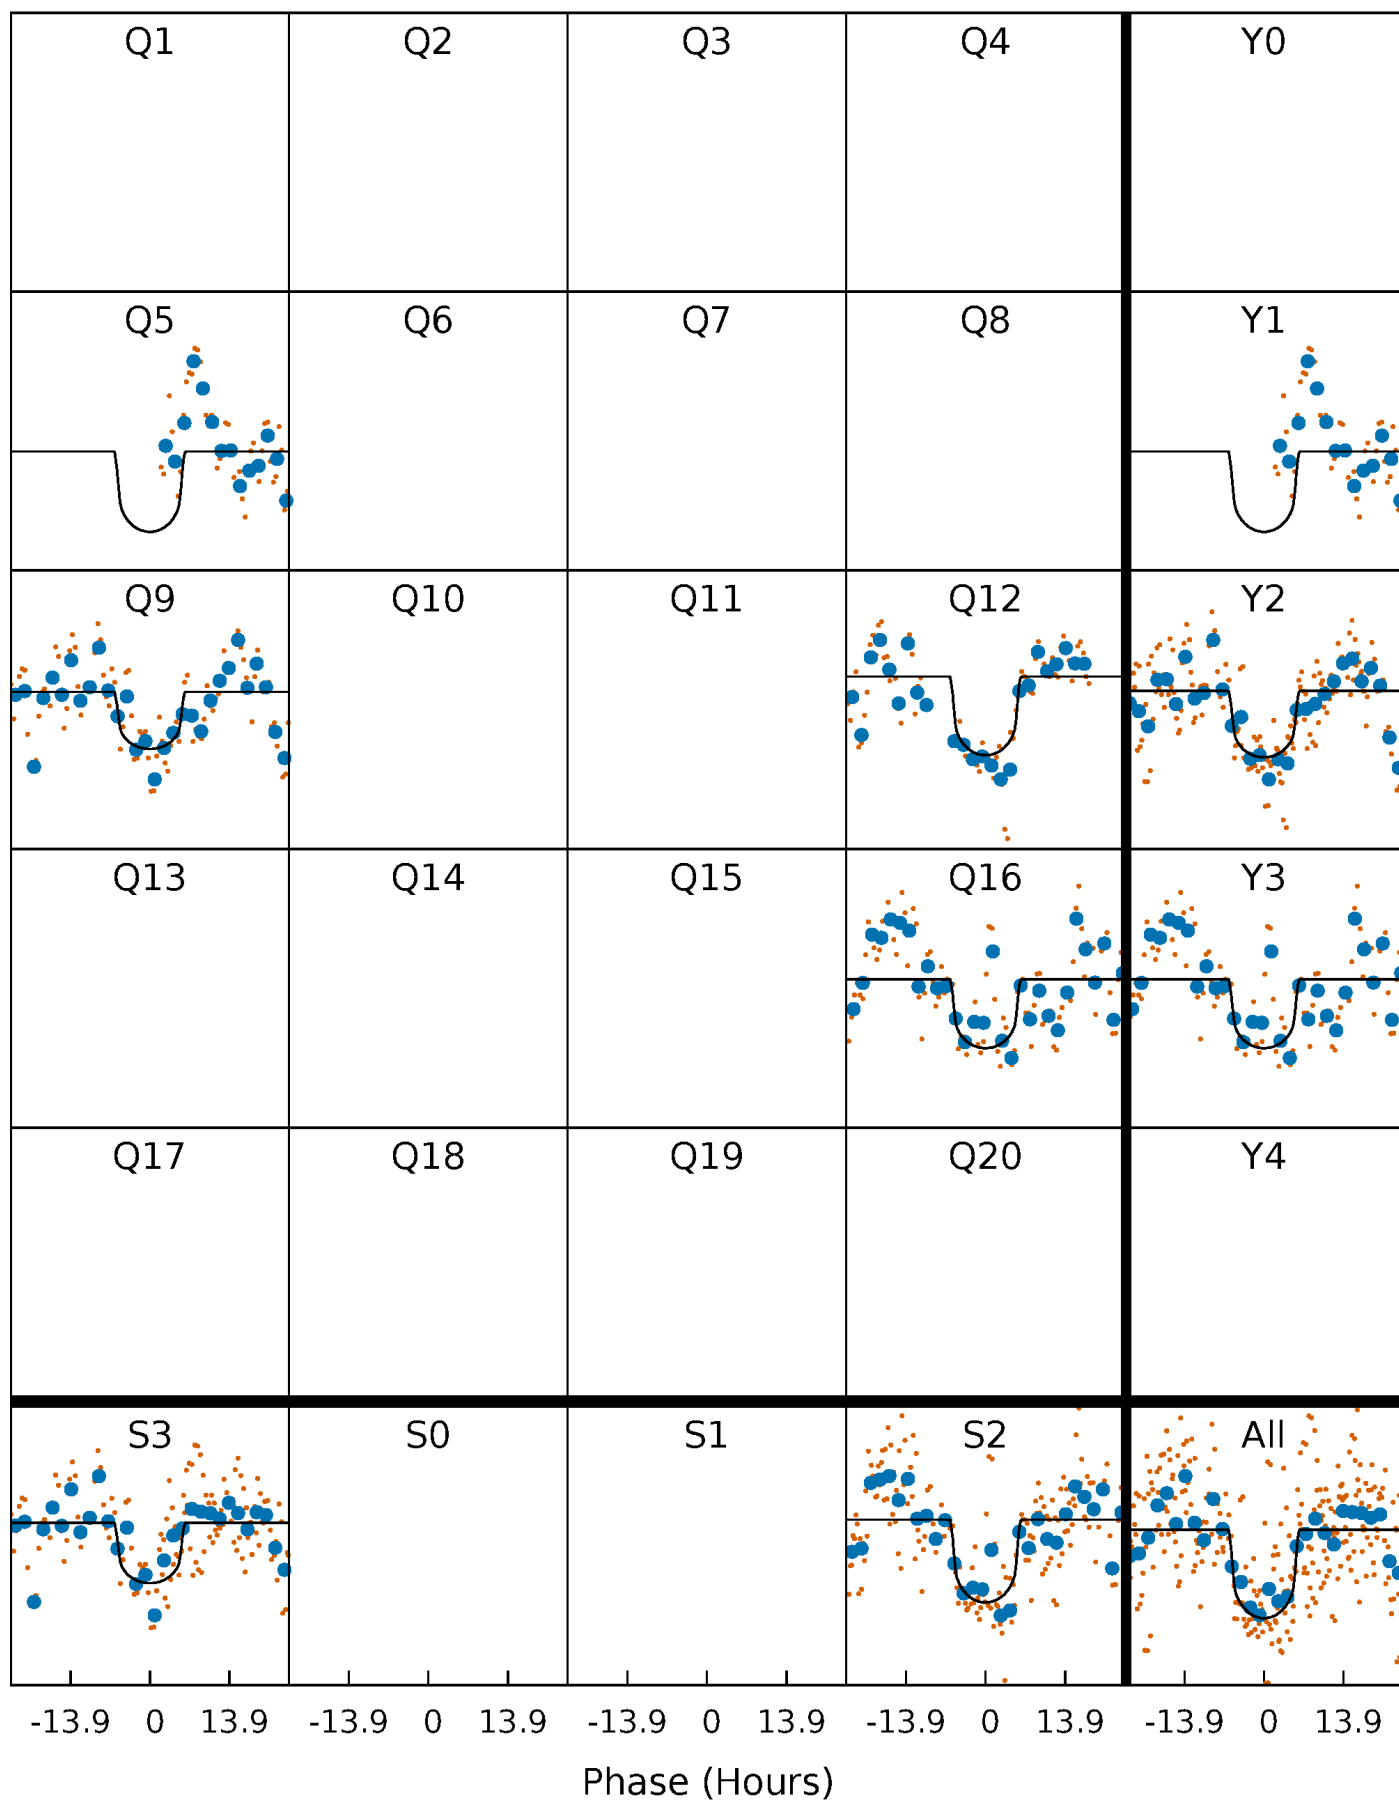 Q1 Q2 Q3 Q4 Y0
Q5 Q6 Q7 Q8 Y1
Q9 Q10 Q11 Q12 Y2
Q13 Q14 Q15 Q16 Y3
Q17 Q18 Q19 Q20 Y4
S3 S0 S1 S2 All
-13.9 0 13.9 -13.9 0 13.9 -13.9 0 13.9 -13.9 0 13.9 -13.9 0 13.9
Phase (Hours)